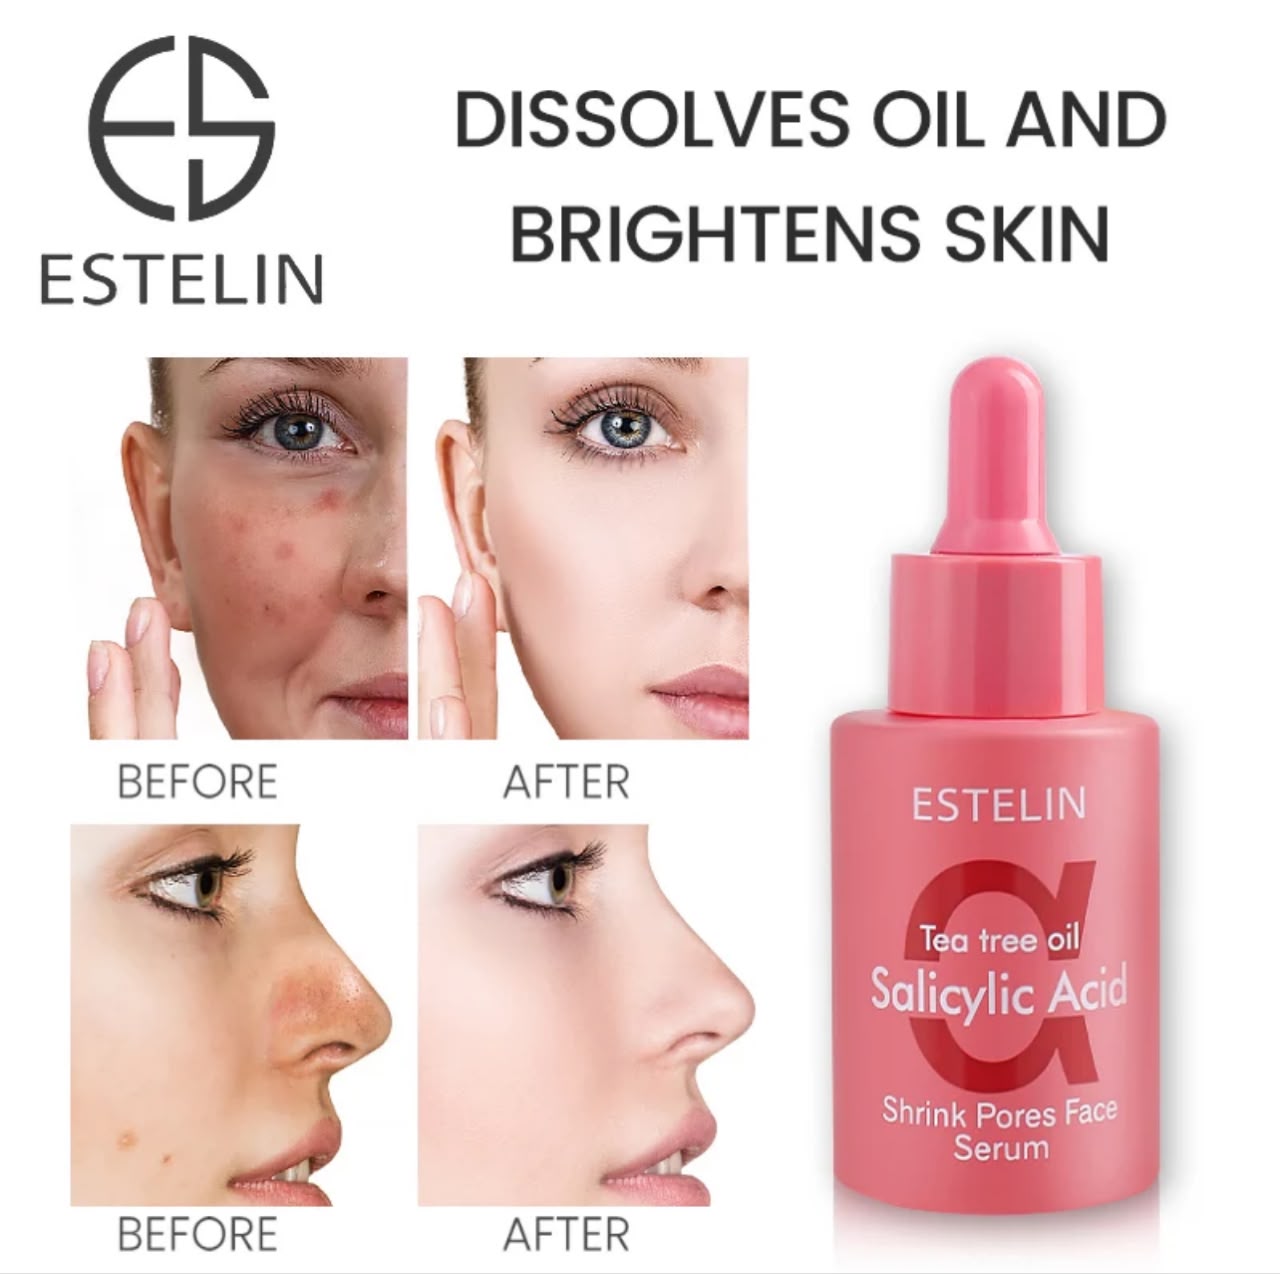 ES
ESTELIN
DISSOLVES OIL AND
BRIGHTENS SKIN
BEFORE
AFTER
BEFORE
AFTER
ESTELIN
α
Tea tree oil
Salicylic Acid
Shrink Pores Face
Serum